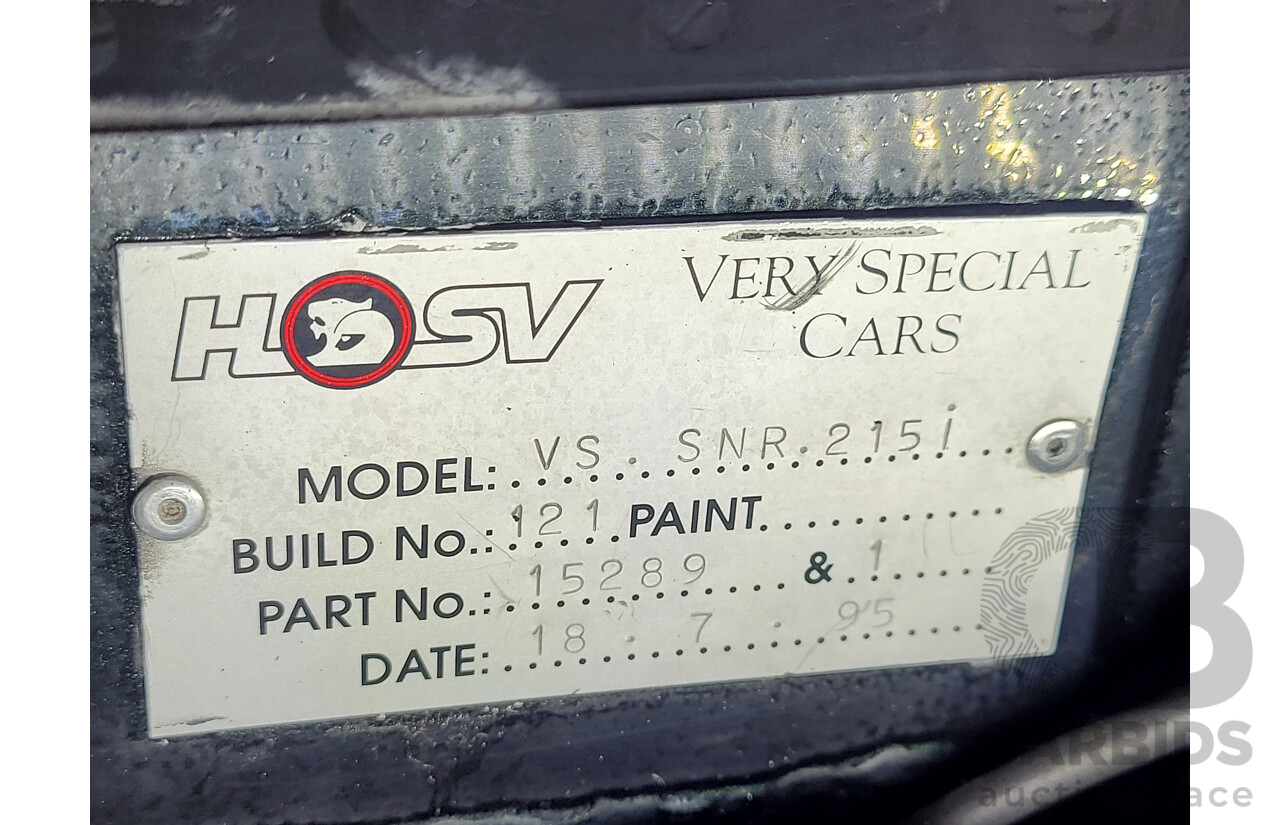 HSV
VERY SPECIAL
CARS
MODEL: VS. SNR.215i
BUILD No.: 121 PAINT
PART No.: 15289 & 1
DATE: 18 . 7 . 95